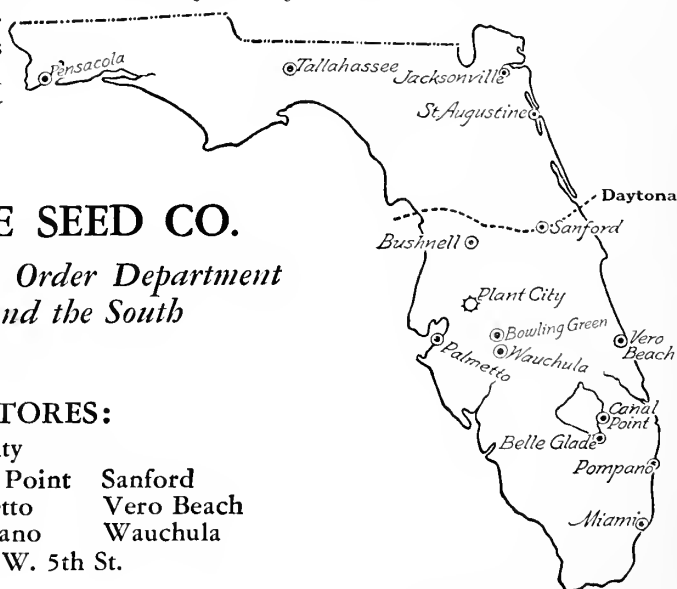 Pensacola
Tallahassee
Jacksonville
St Augustine
Daytona
Sanford
Bushnell
E SEED CO.
Order Department
nd the South
Plant City
Bowling Green
Wauchula
Palmetto
Vero
Beach
Canal
Point
Belle Glade
Pompano
Miami
TORES:
ty
Point Sanford
tto Vero Beach
ano Wauchula
W. 5th St.